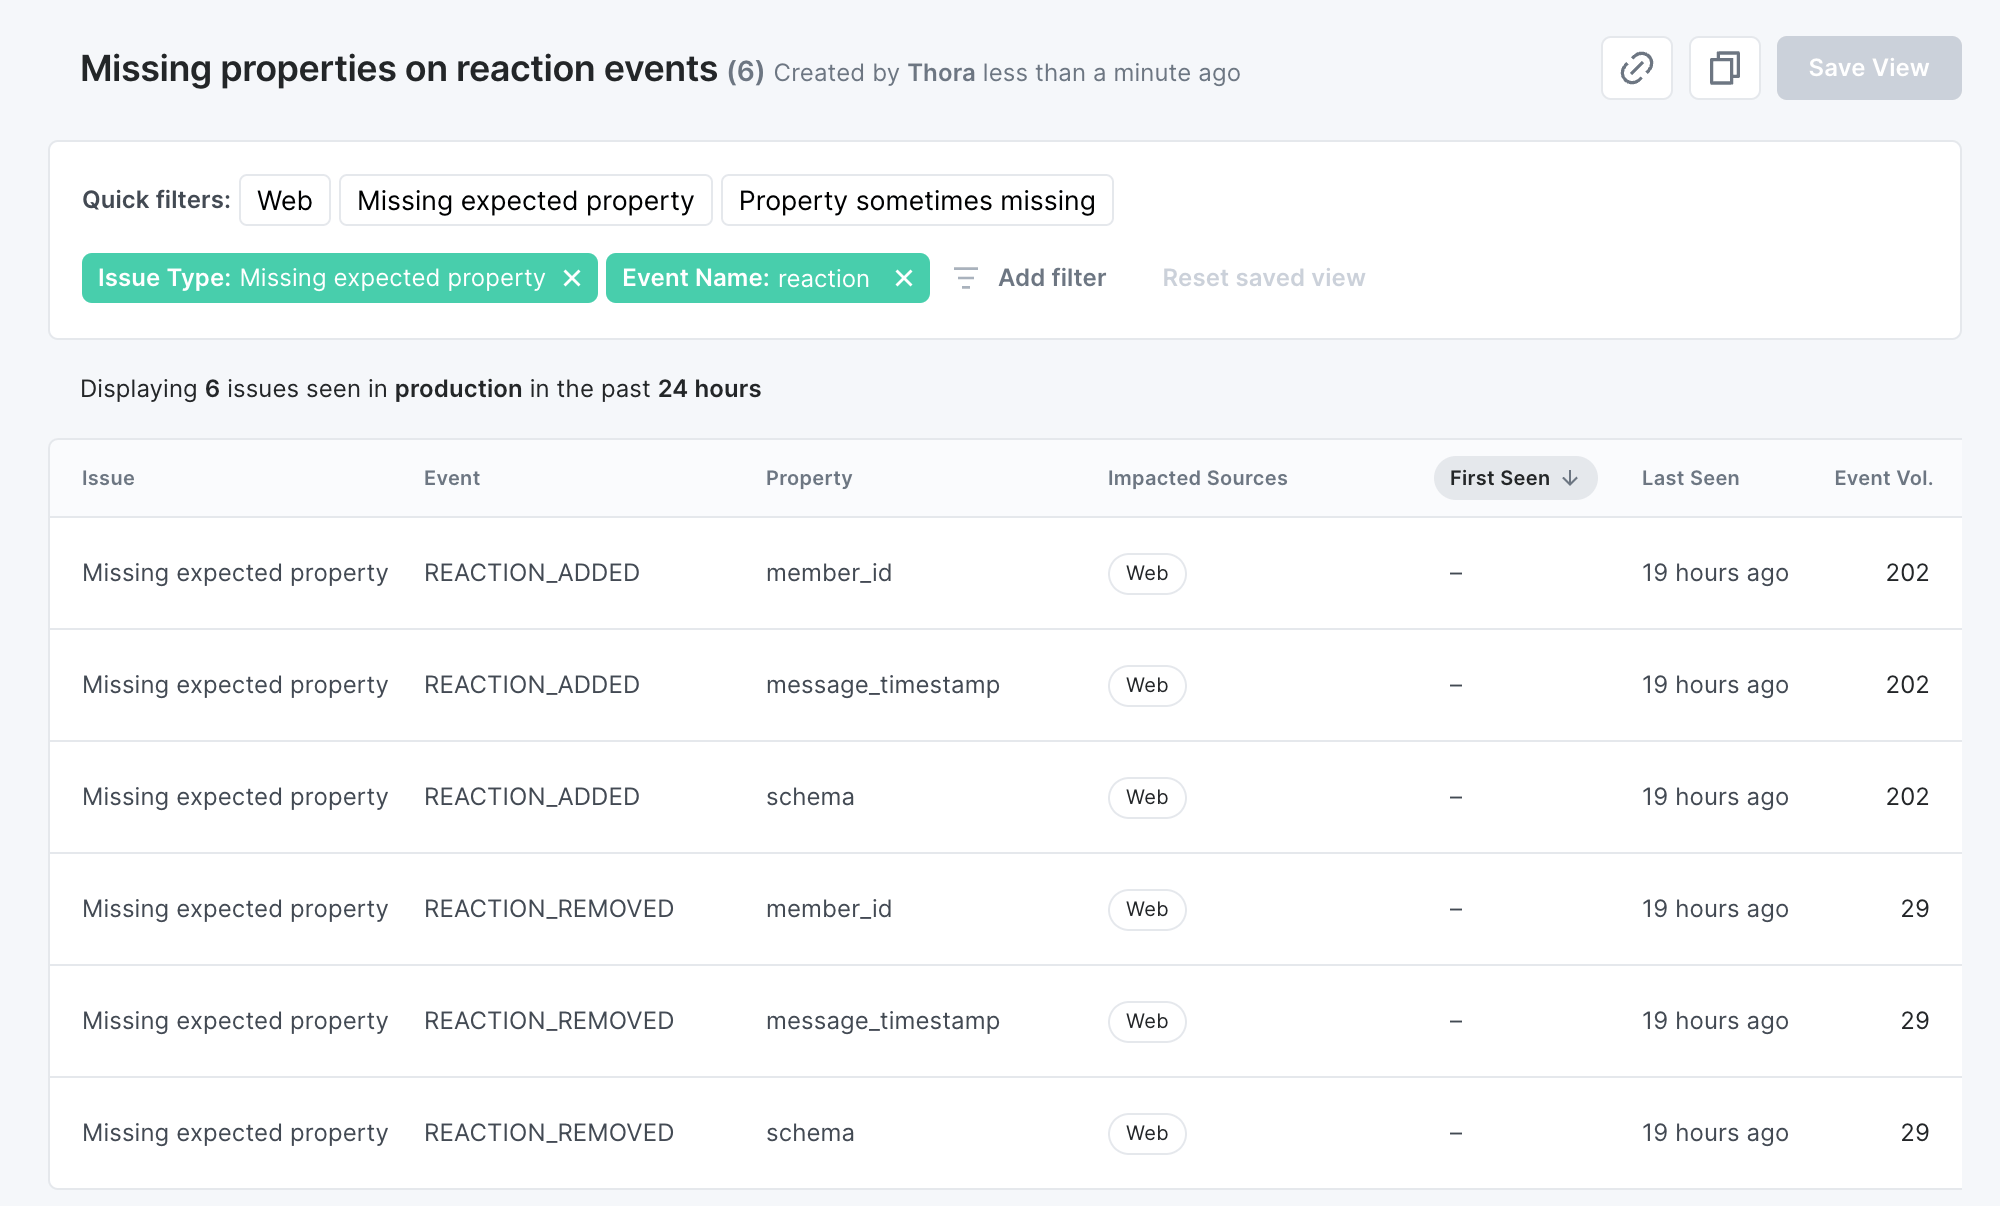 Missing properties on reaction events (6) Created by Thora less than a minute ago
Save View
Quick filters: Web Missing expected property Property sometimes missing
Issue Type: Missing expected property Event Name: reaction Add filter Reset saved view
Displaying 6 issues seen in production in the past 24 hours
Issue Event Property Impacted Sources First Seen Last Seen Event Vol.
Missing expected property REACTION_ADDED member_id Web – 19 hours ago 202
Missing expected property REACTION_ADDED message_timestamp Web – 19 hours ago 202
Missing expected property REACTION_ADDED schema Web – 19 hours ago 202
Missing expected property REACTION_REMOVED member_id Web – 19 hours ago 29
Missing expected property REACTION_REMOVED message_timestamp Web – 19 hours ago 29
Missing expected property REACTION_REMOVED schema Web – 19 hours ago 29